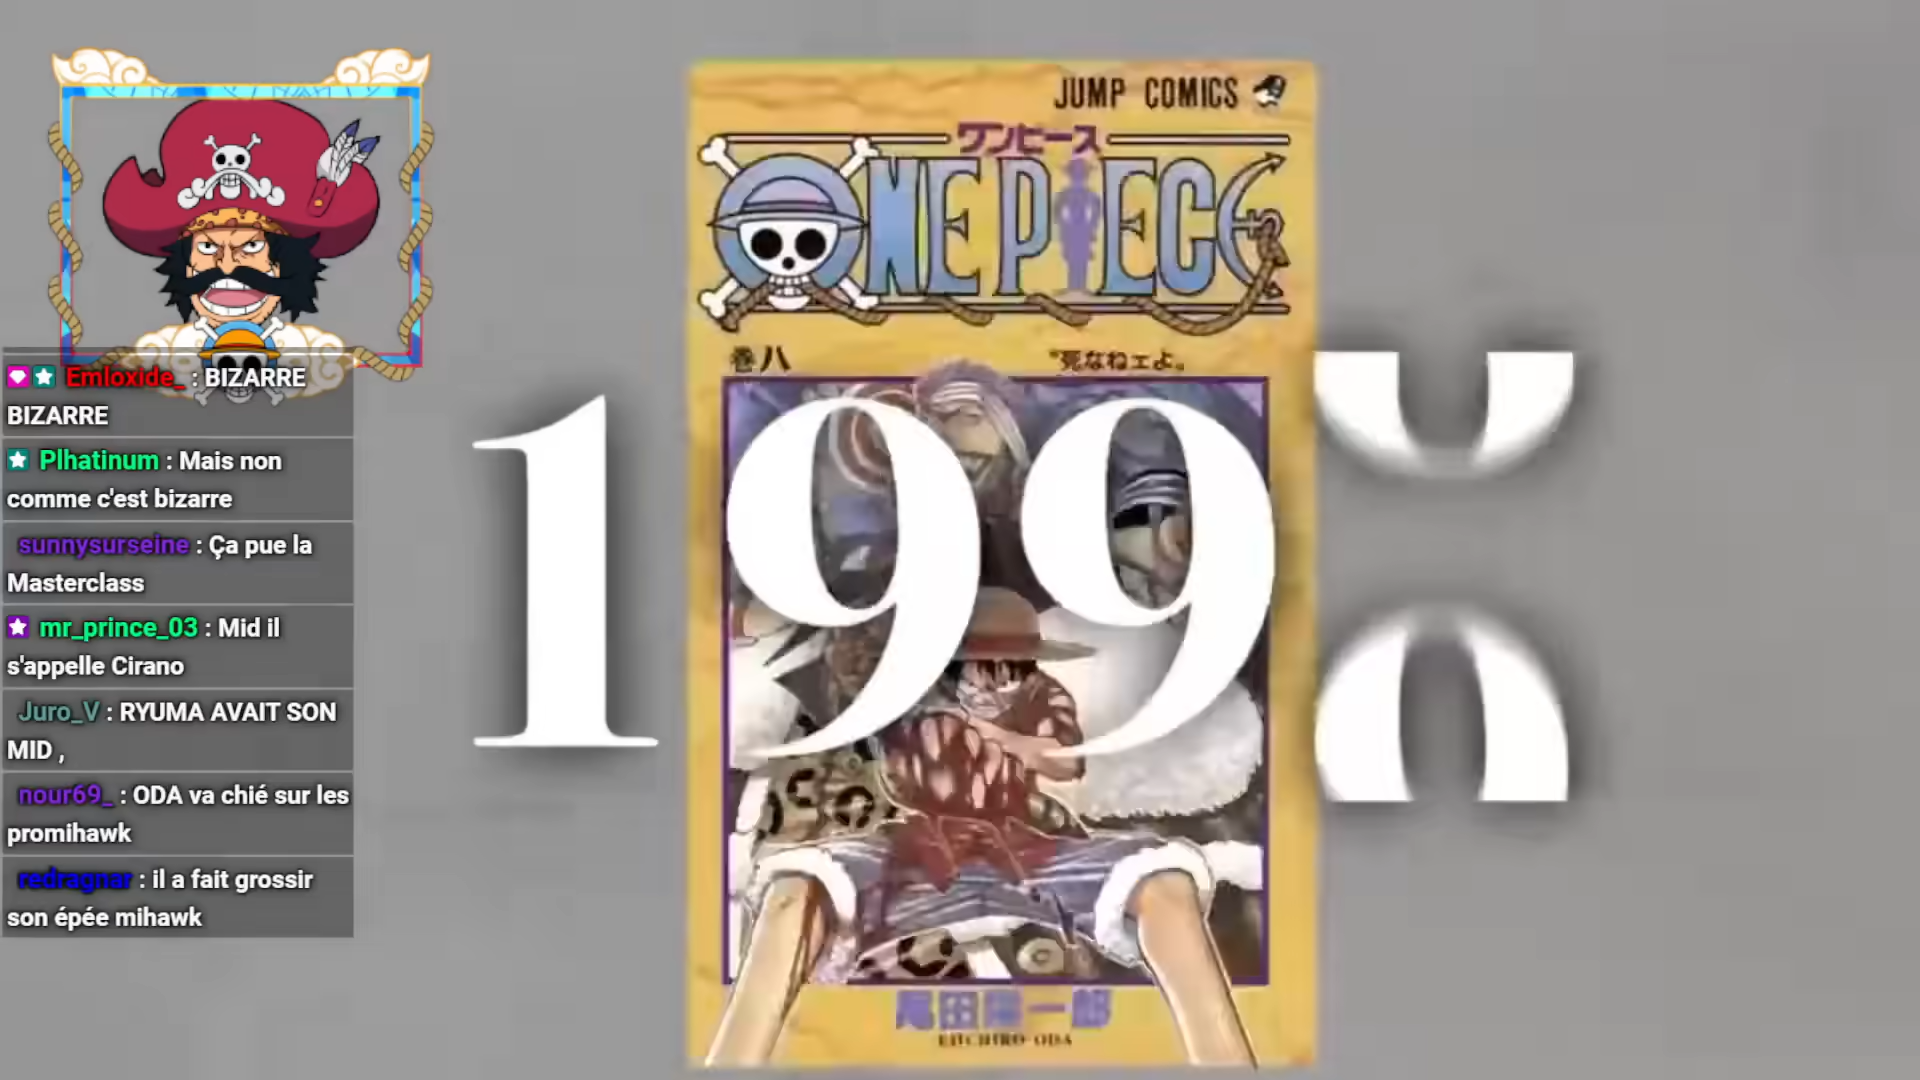 JUMP COMICS
ワンピース
ONE PIECE
巻八
"死なねェよ。
199
尾田栄一郎
EIICHIRO ODA
Emloxide_ : BIZARRE
BIZARRE
Plhatinum : Mais non
comme c'est bizarre
sunnysurseine : Ça pue la
Masterclass
mr_prince_03 : Mid il
s'appelle Cirano
Juro_V : RYUMA AVAIT SON
MID ,
nour69_ : ODA va chié sur les
promihawk
redragnar : il a fait grossir
son épée mihawk